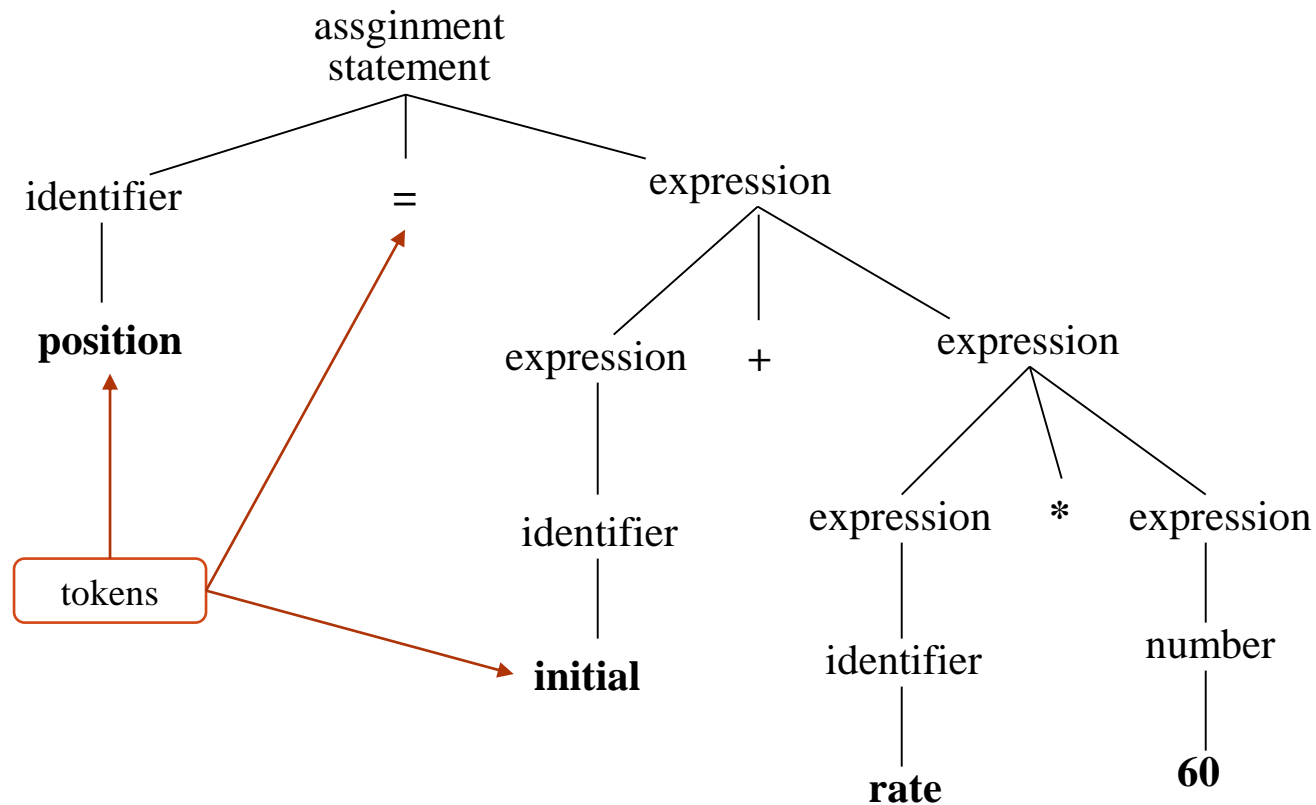 assginment
statement
identifier = expression
position
expression + expression
tokens
identifier
expression * expression
initial
identifier
number
rate
60